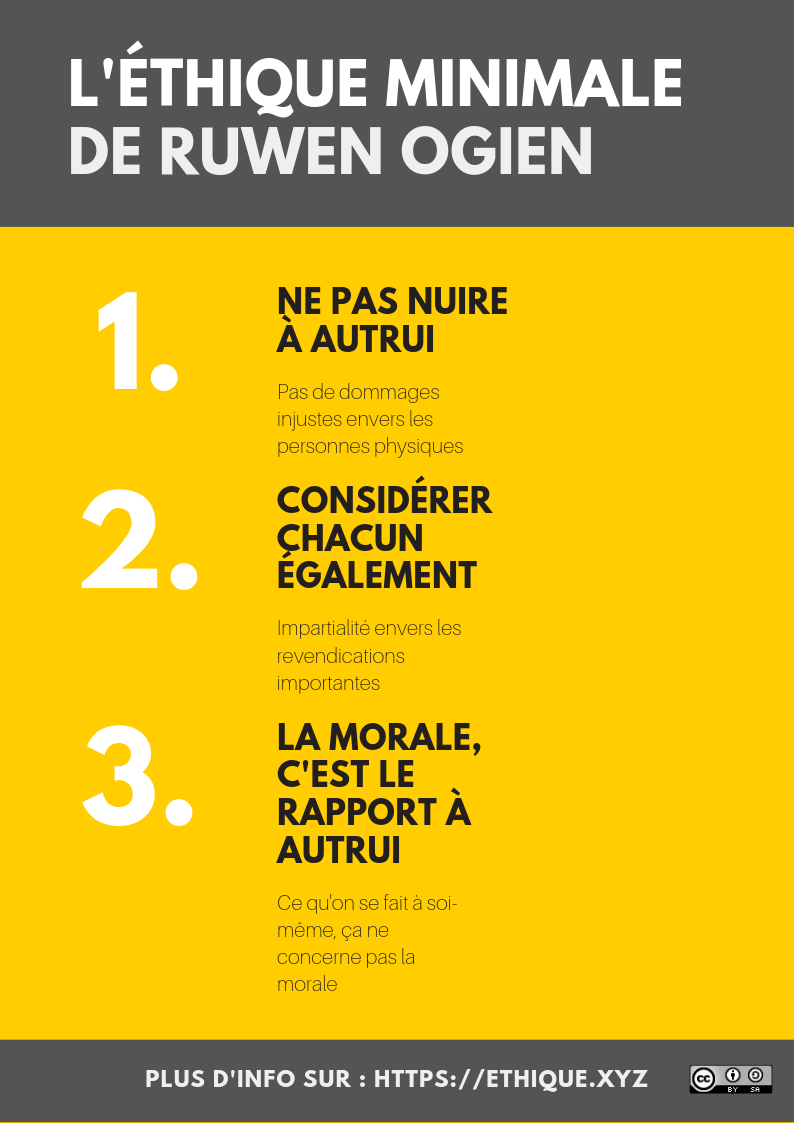 L'ÉTHIQUE MINIMALE
DE RUWEN OGIEN
1.
NE PAS NUIRE
À AUTRUI
Pas de dommages
injustes envers les
personnes physiques
2.
CONSIDÉRER
CHACUN
ÉGALEMENT
Impartialité envers les
revendications
importantes
3.
LA MORALE,
C'EST LE
RAPPORT À
AUTRUI
Ce qu'on se fait à soi-
même, ça ne
concerne pas la
morale
PLUS D'INFO SUR : HTTPS://ETHIQUE.XYZ
cc BY SA